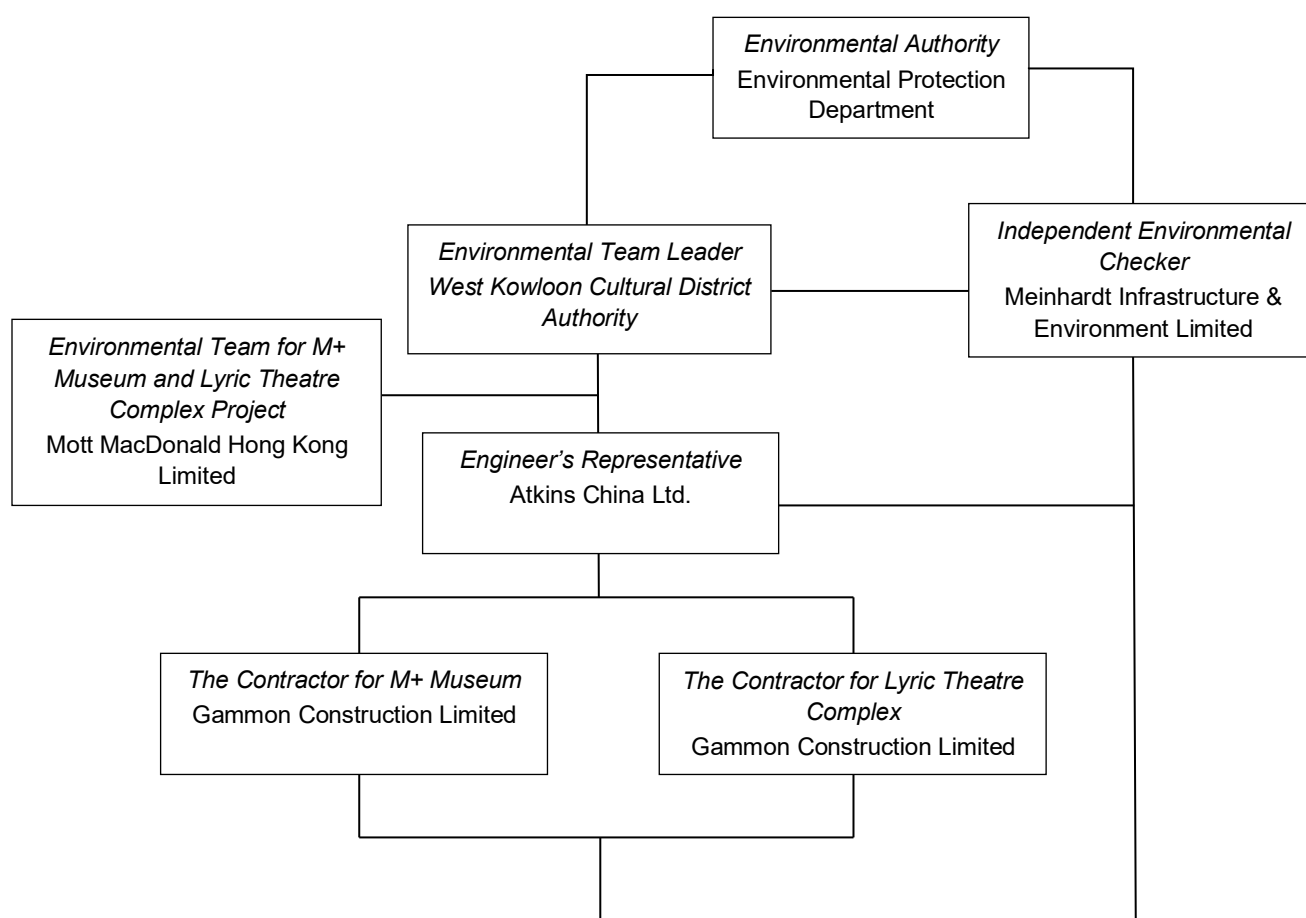 Environmental Authority
Environmental Protection
Department
Environmental Team Leader
West Kowloon Cultural District
Authority
Independent Environmental
Checker
Meinhardt Infrastructure &
Environment Limited
Environmental Team for M+
Museum and Lyric Theatre
Complex Project
Mott MacDonald Hong Kong
Limited
Engineer’s Representative
Atkins China Ltd.
The Contractor for M+ Museum
Gammon Construction Limited
The Contractor for Lyric Theatre
Complex
Gammon Construction Limited